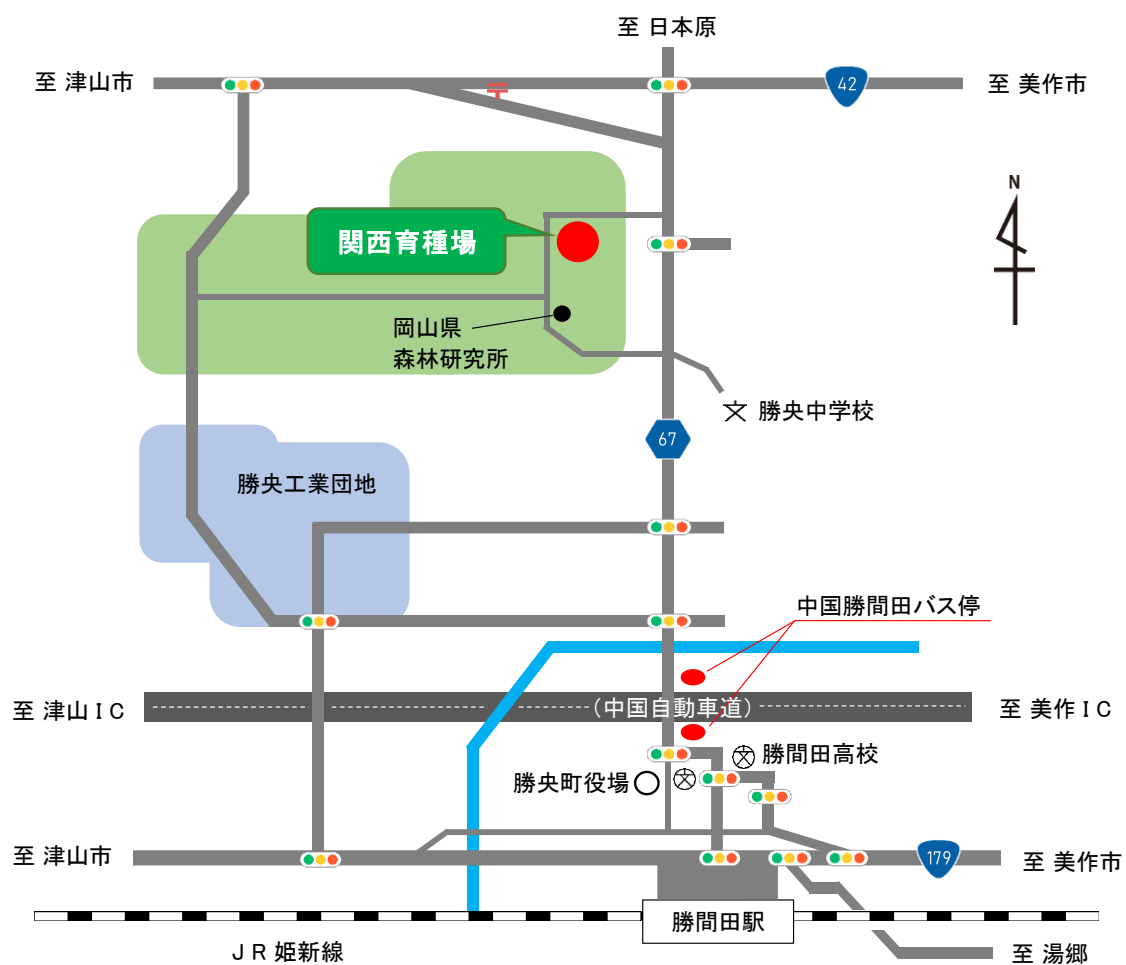 至 日本原
至 津山市
42
至 美作市
N
関西育種場
岡山県
森林研究所
勝央中学校
67
勝央工業団地
中国勝間田バス停
至 津山IC
(中国自動車道)
至 美作IC
勝間田高校
勝央町役場
至 津山市
179
至 美作市
勝間田駅
JR姫新線
至 湯郷